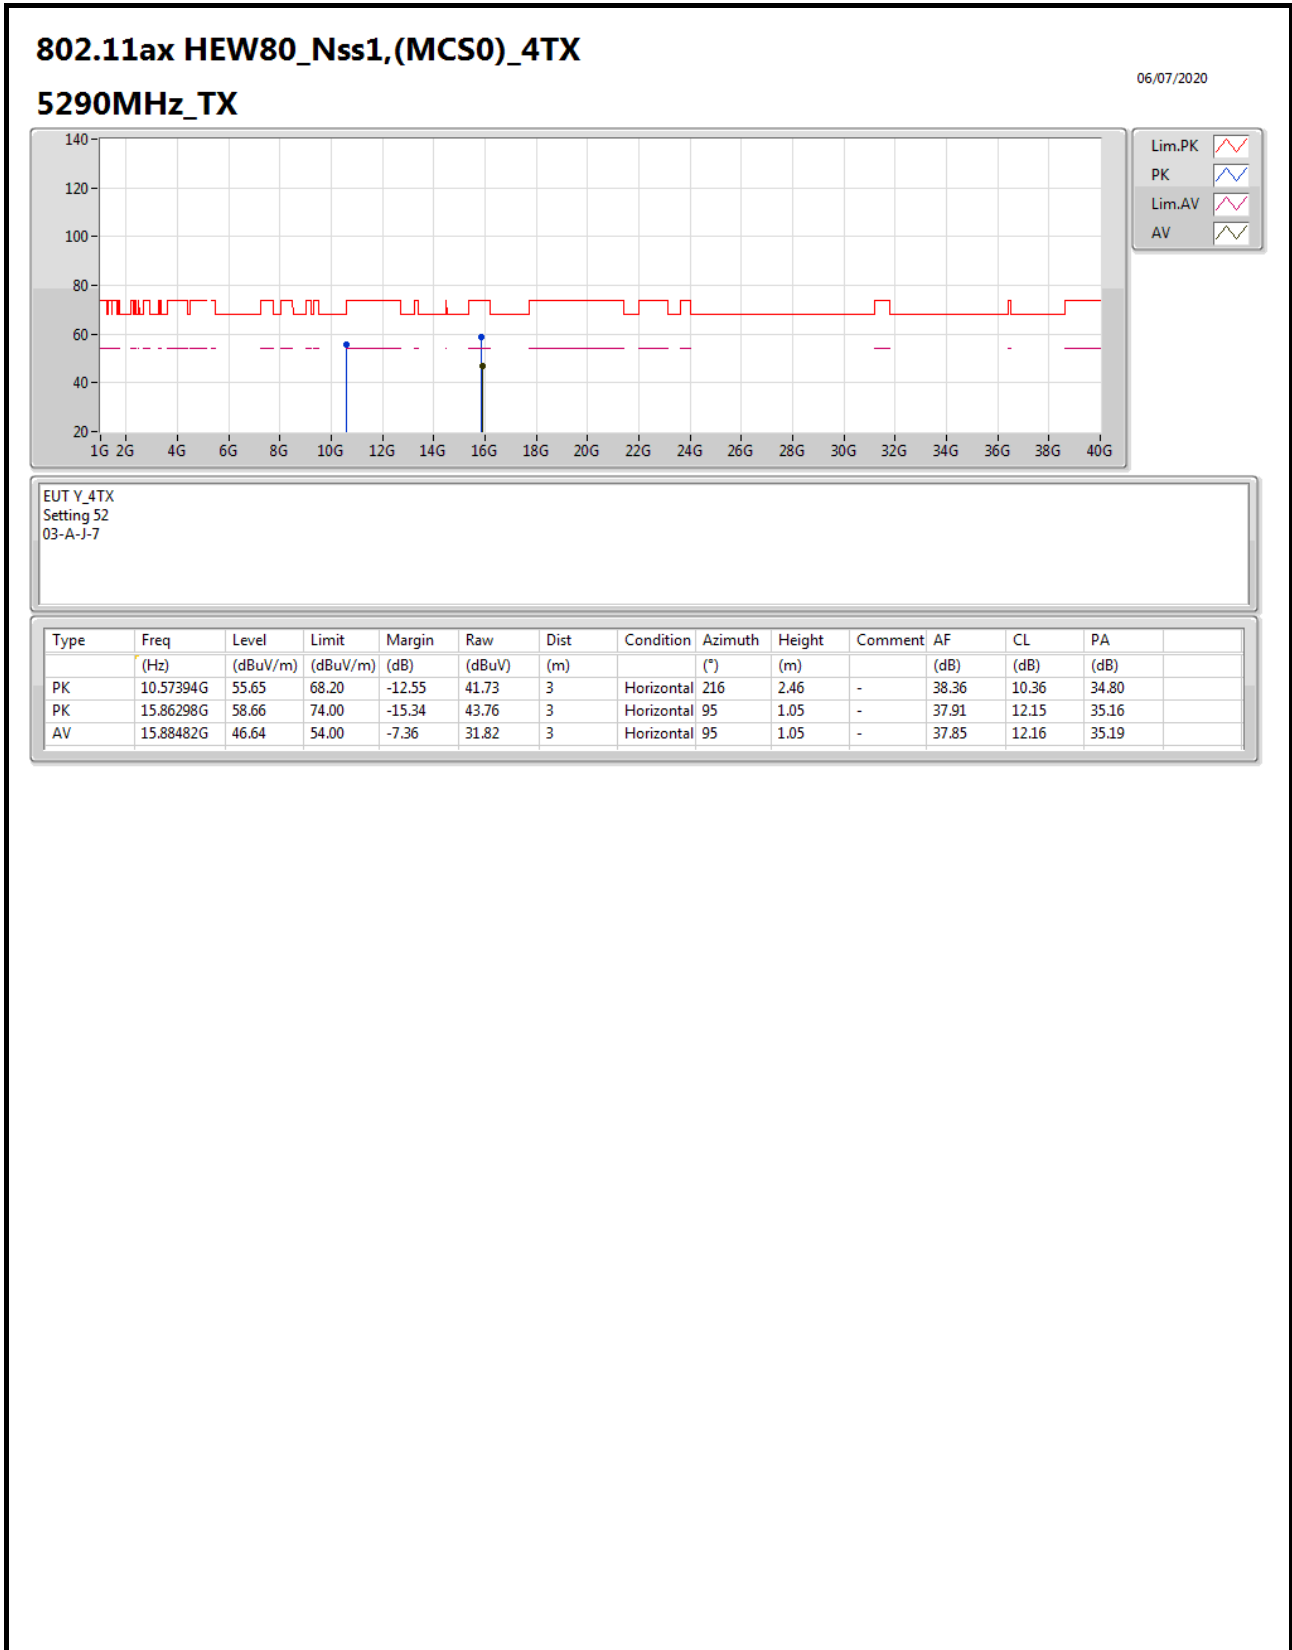 802.11ax HEW80_Nss1,(MCS0)_4TX
06/07/2020
5290MHz_TX
140
120
100
80
60
40
20
1G 2G 4G 6G 8G 10G 12G 14G 16G 18G 20G 22G 24G 26G 28G 30G 32G 34G 36G 38G 40G
Lim.PK
PK
Lim.AV
AV
EUT Y_4TX
Setting 52
03-A-J-7
Type Freq Level Limit Margin Raw Dist Condition Azimuth Height Comment AF CL PA
(Hz) (dBuV/m) (dBuV/m) (dB) (dBuV) (m) (°) (m) (dB) (dB) (dB)
PK 10.57394G 55.65 68.20 -12.55 41.73 3 Horizontal 216 2.46 - 38.36 10.36 34.80
PK 15.86298G 58.66 74.00 -15.34 43.76 3 Horizontal 95 1.05 - 37.91 12.15 35.16
AV 15.88482G 46.64 54.00 -7.36 31.82 3 Horizontal 95 1.05 - 37.85 12.16 35.19